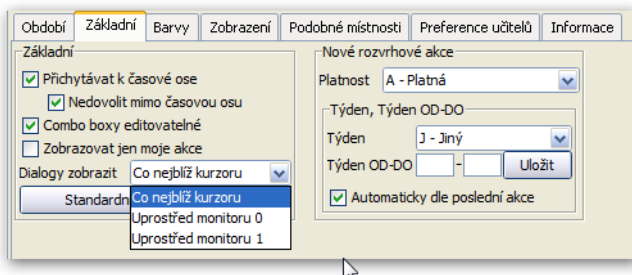 Období Základní Barvy Zobrazení Podobné místnosti Preference učitelů Informace
Základní
Přichytávat k časové ose
Nedovolit mimo časovou osu
Combo boxy editovatelné
Zobrazovat jen moje akce
Dialogy zobrazit Co nejblíž kurzoru
Co nejblíž kurzoru
Uprostřed monitoru 0
Uprostřed monitoru 1
Nové rozvrhové akce
Platnost A - Platná
Týden, Týden OD-DO
Týden J - Jiný
Týden OD-DO - Uložit
Automaticky dle poslední akce